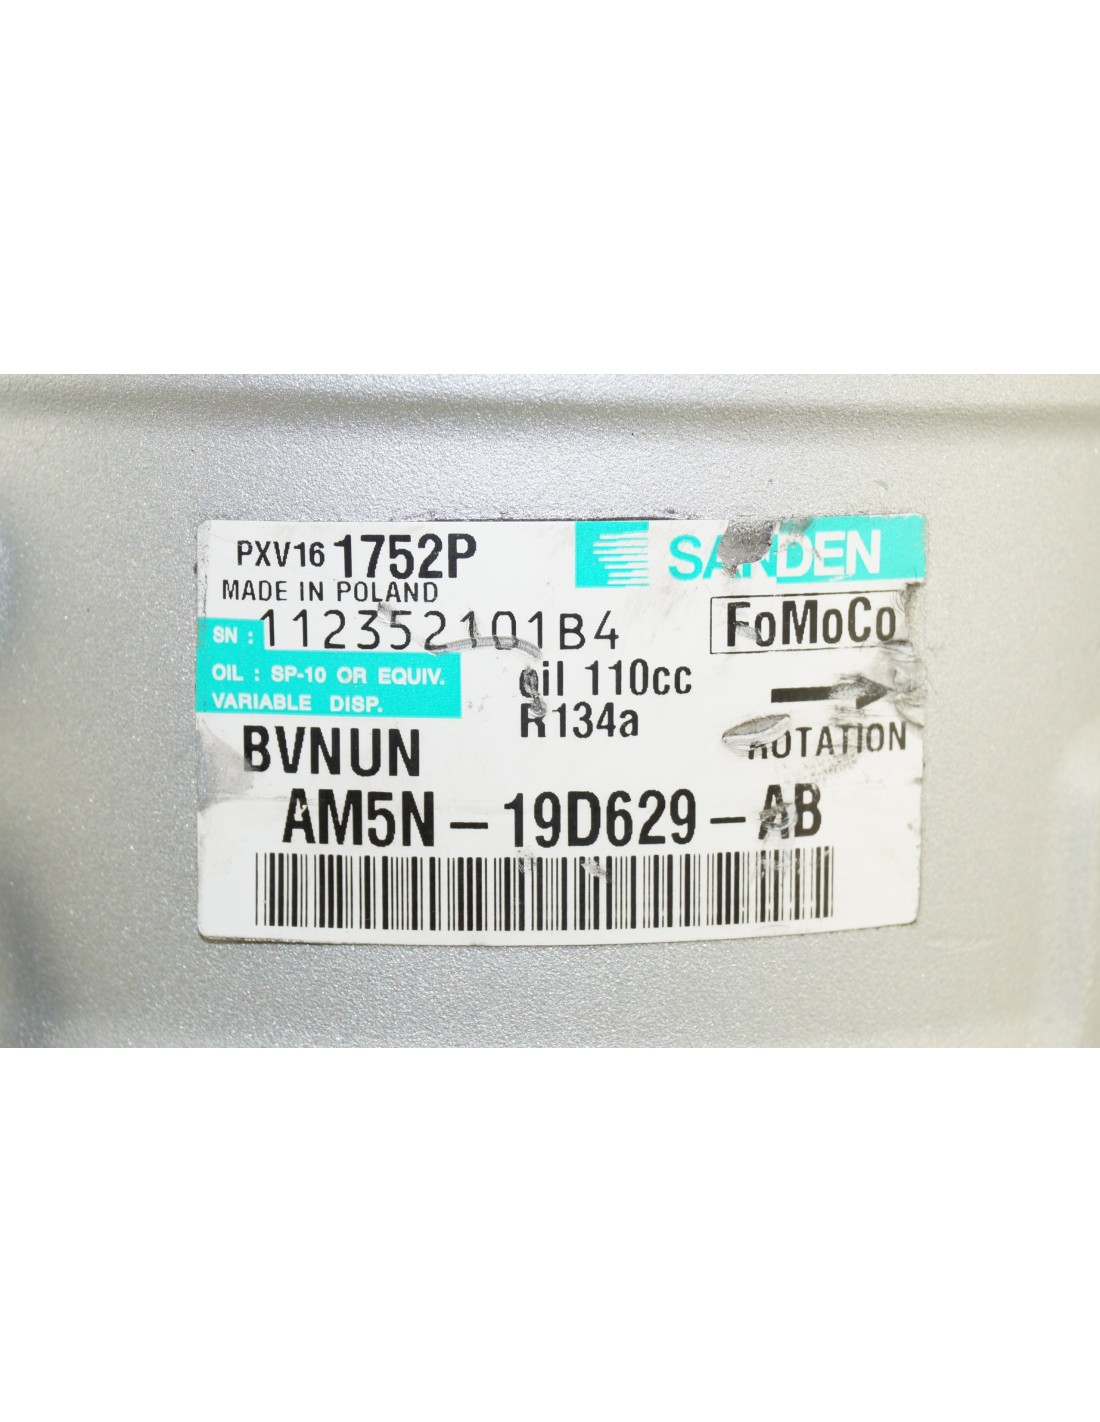 PXV16 1752P
SANDEN
MADE IN POLAND
SN : 112352101B4
FoMoCo
OIL : SP-10 OR EQUIV.
VARIABLE DISP.
oil 110cc
R134a
ROTATION
BVNUN
AM5N-19D629-AB